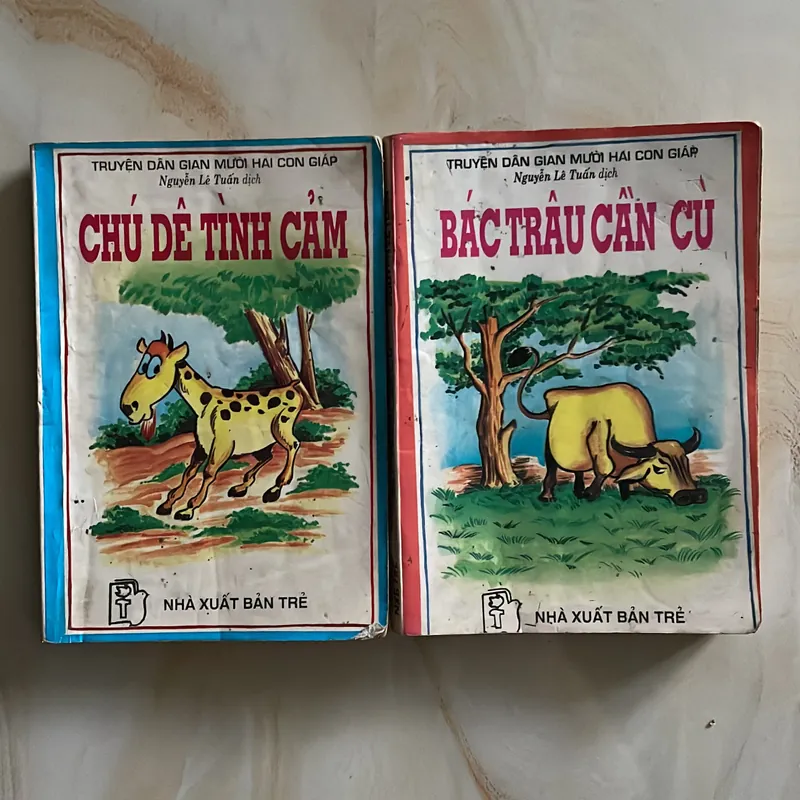 TRUYỆN DÂN GIAN MƯỜI HAI CON GIÁP
Nguyễn Lê Tuấn dịch
CHÚ DÊ TÌNH CẢM
NHÀ XUẤT BẢN TRẺ
TRUYỆN DÂN GIAN MƯỜI HAI CON GIÁP
Nguyễn Lê Tuấn dịch
BÁC TRÂU CẦN CÙ
NHÀ XUẤT BẢN TRẺ